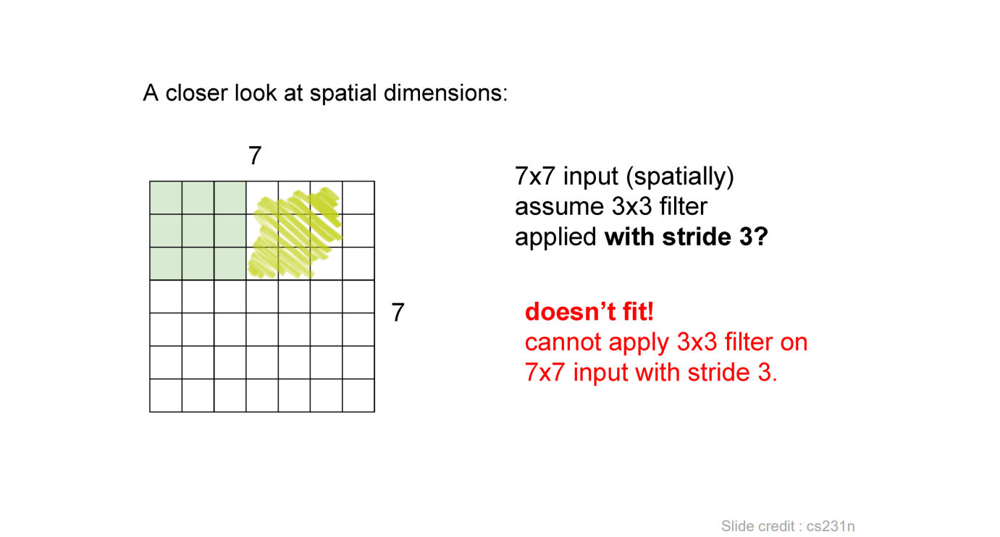 A closer look at spatial dimensions:
7
7x7 input (spatially)
assume 3x3 filter
applied with stride 3?
7
doesn’t fit!
cannot apply 3x3 filter on
7x7 input with stride 3.
Slide credit : cs231n